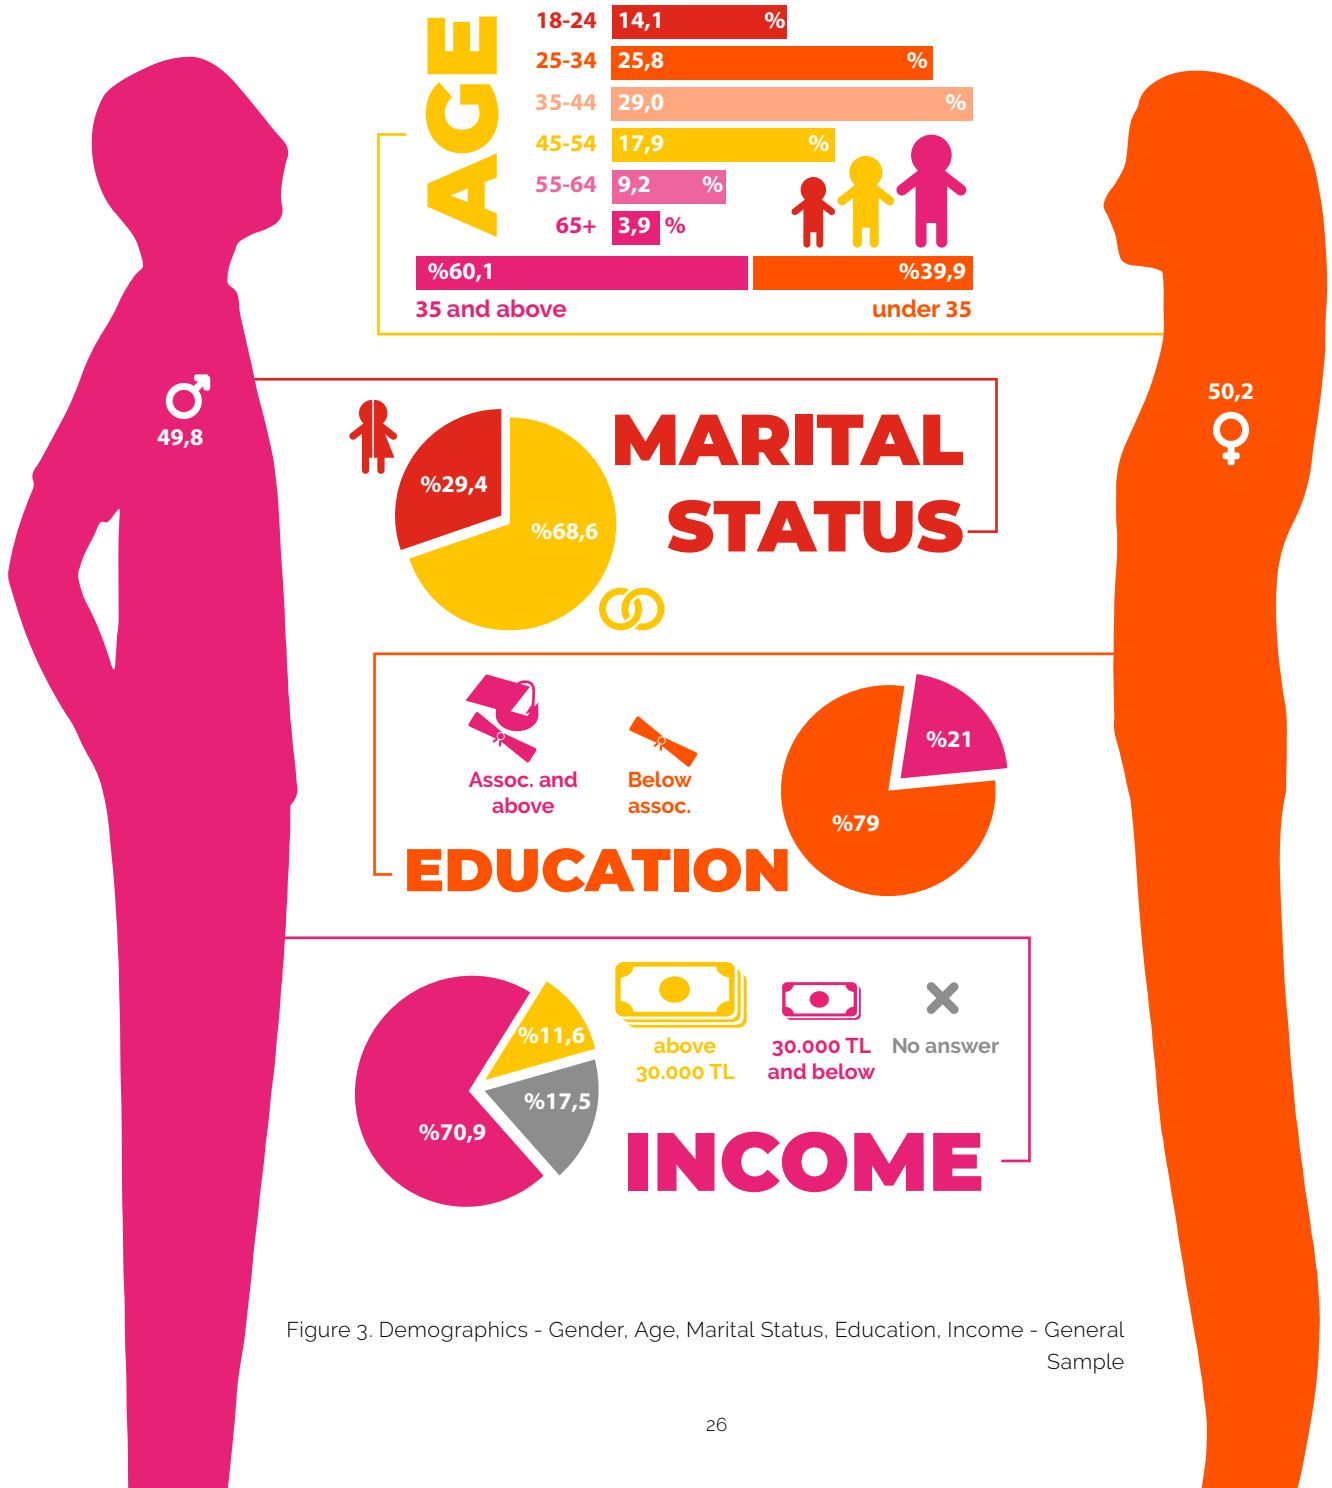 AGE
18-24 14,1 %
25-34 25,8 %
35-44 29,0 %
45-54 17,9 %
55-64 9,2 %
65+ 3,9 %
%60,1 %39,9
35 and above under 35
49,8
50,2
MARITAL
STATUS
%29,4
%68,6
Assoc. and
above
Below
assoc.
%21
%79
EDUCATION
%11,6
%17,5
%70,9
above
30.000 TL
30.000 TL
and below
No answer
INCOME
Figure 3. Demographics - Gender, Age, Marital Status, Education, Income - General
Sample
26